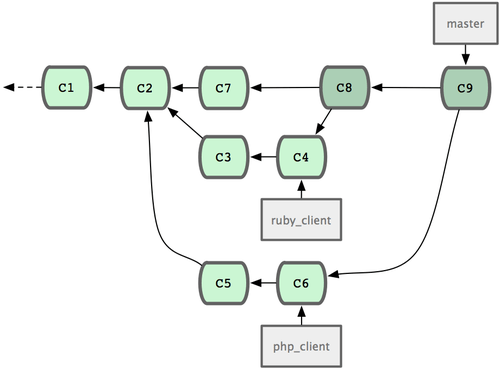 master
C1
C2
C7
C8
C9
C3
C4
ruby_client
C5
C6
php_client